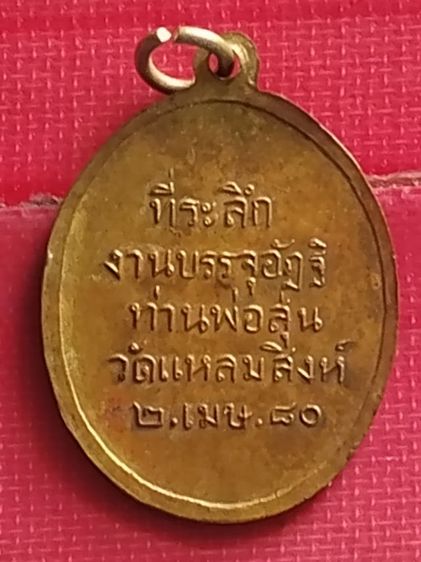 ที่ระลึก
งานบรรจุอัฏฐิ
ท่านพ่อสุ่น
วัดแหลมสิงห์
๒.เมษ.๘๐